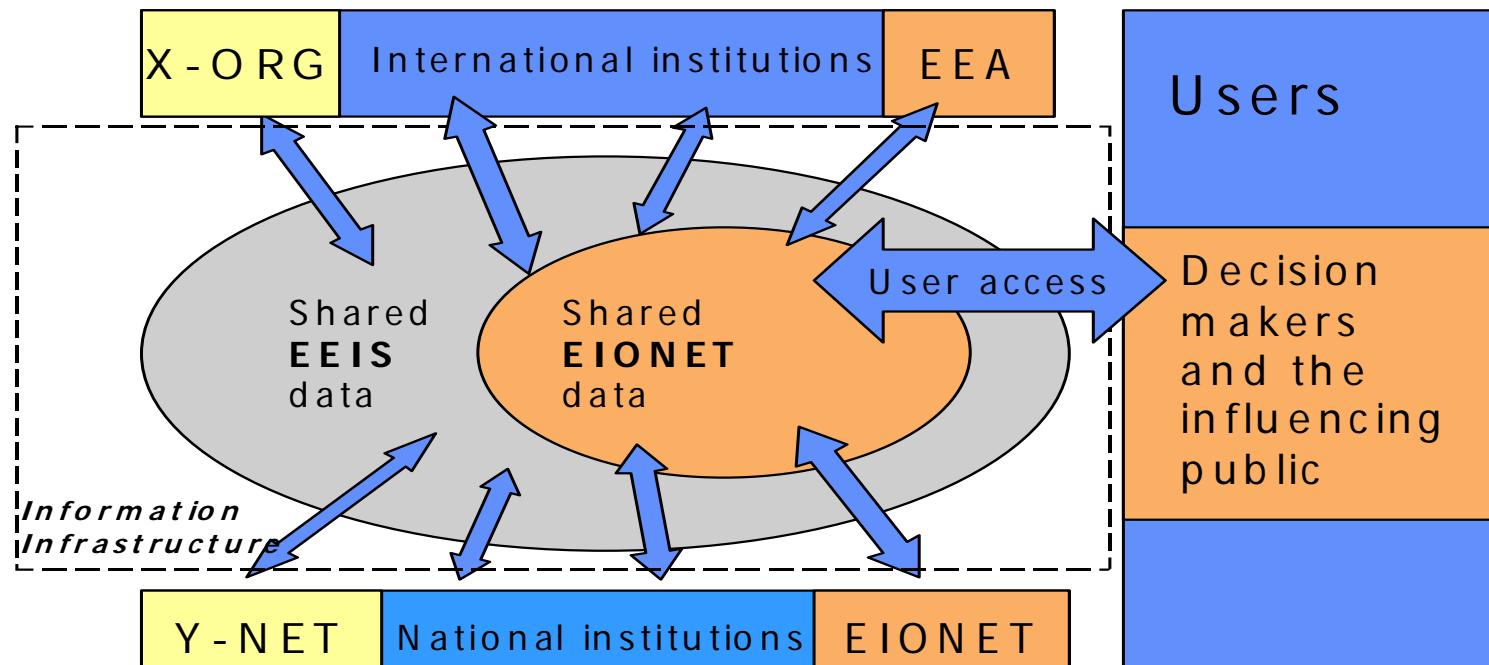 X-ORG
International institutions
EEA
Users
User access
Decision
makers
and the
influencing
public
Shared
EEIS
data
Shared
EIONET
data
Information
Infrastructure
Y-NET
National institutions
EIONET